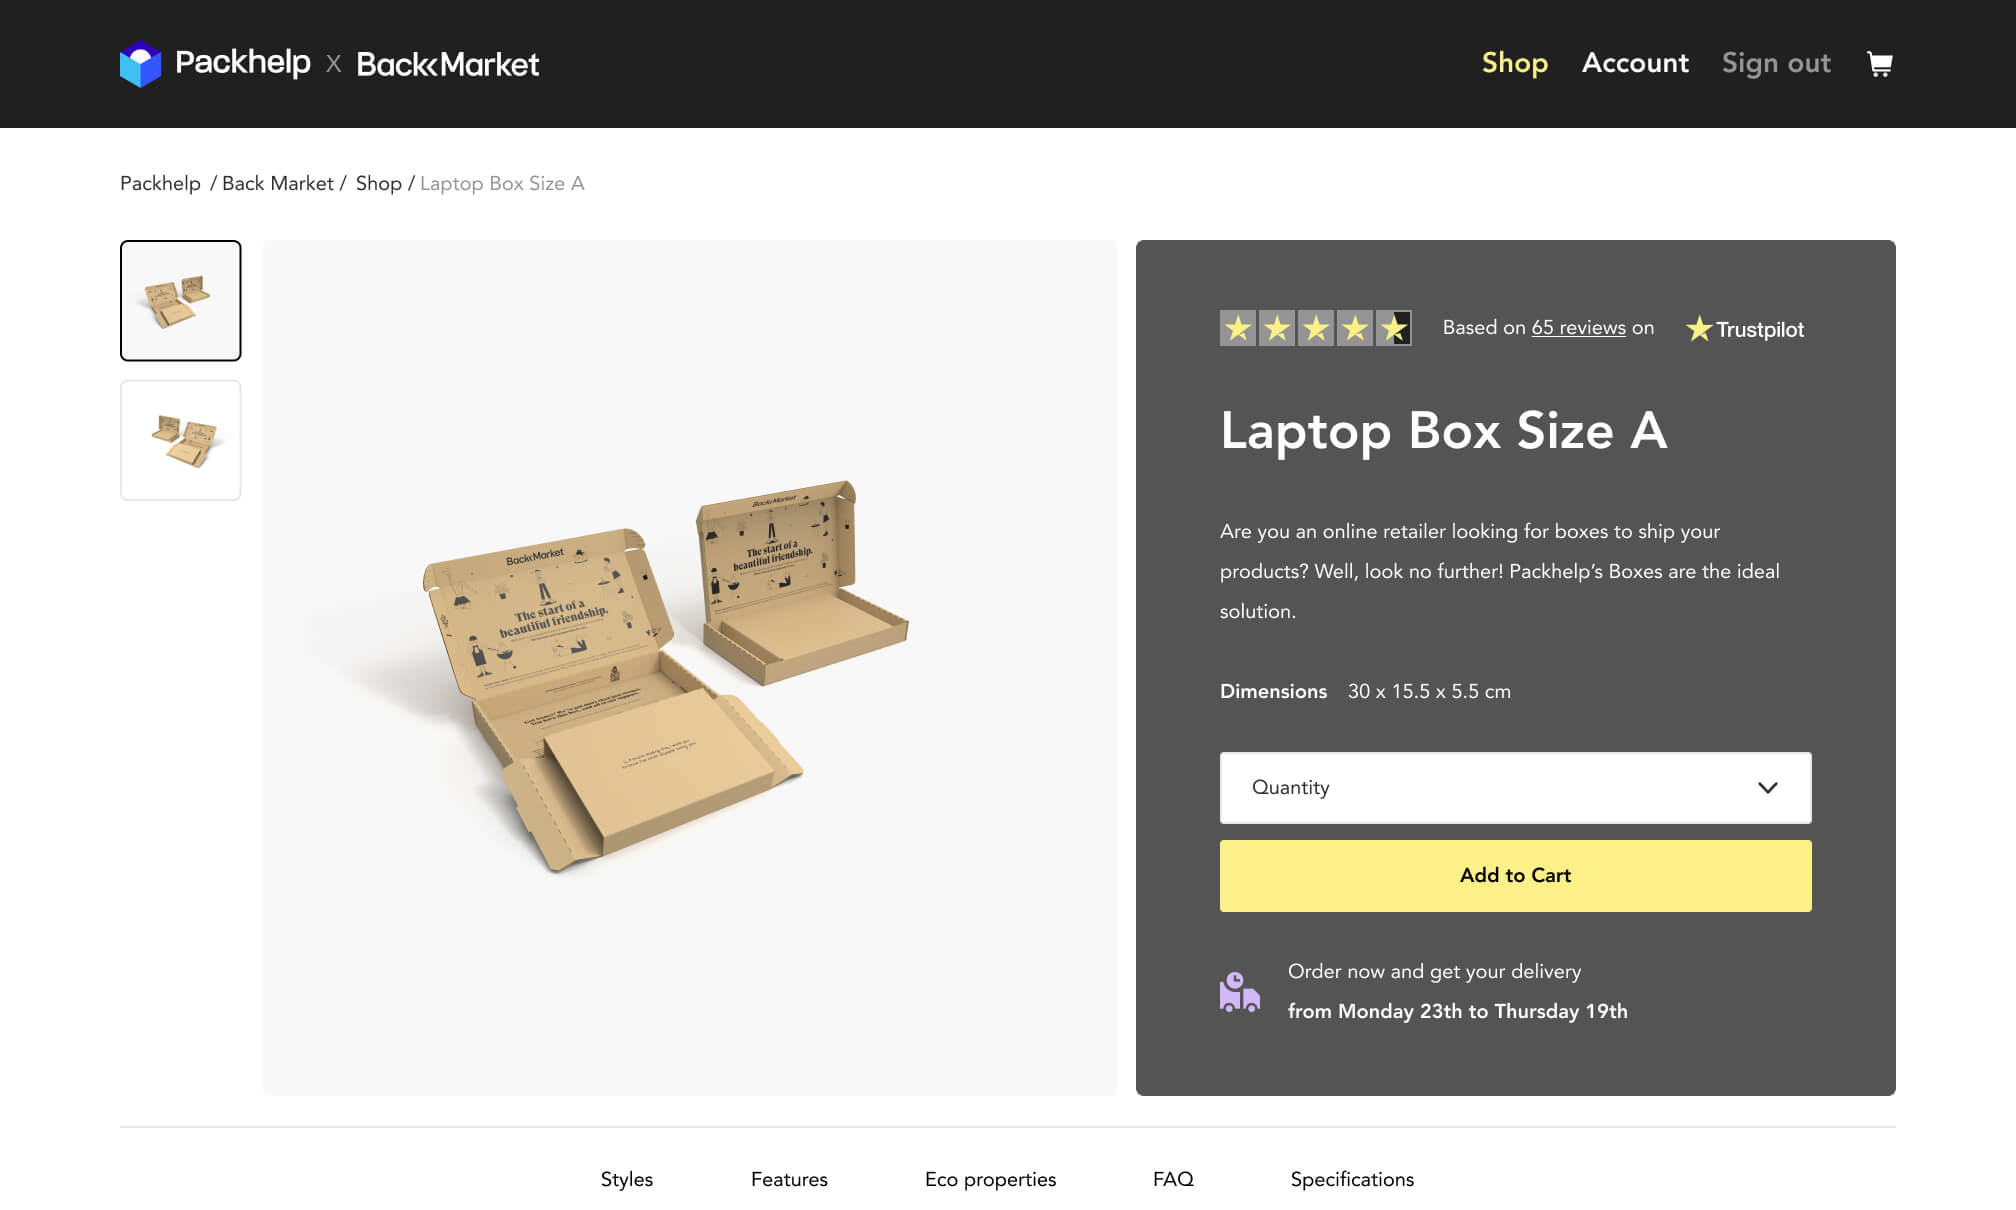 Packhelp X BackMarket
Shop Account Sign out
Packhelp / Back Market / Shop / Laptop Box Size A
BackMarket
The start of a
beautiful friendship.
BackMarket
The start of a
beautiful friendship.
Based on 65 reviews on Trustpilot
Laptop Box Size A
Are you an online retailer looking for boxes to ship your
products? Well, look no further! Packhelp’s Boxes are the ideal
solution.
Dimensions 30 x 15.5 x 5.5 cm
Quantity
Add to Cart
Order now and get your delivery
from Monday 23th to Thursday 19th
Styles Features Eco properties FAQ Specifications